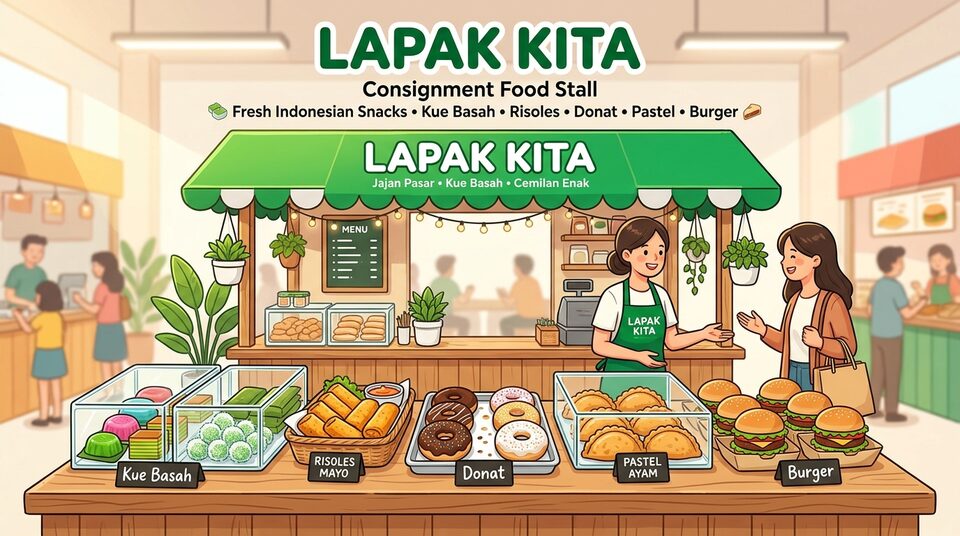 LAPAK KITA
Consignment Food Stall
Fresh Indonesian Snacks • Kue Basah • Risoles • Donat • Pastel • Burger
LAPAK KITA
Jajan Pasar • Kue Basah • Cemilan Enak
MENU
LAPAK
KITA
Kue Basah
RISOLES
MAYO
Donat
PASTEL
AYAM
Burger